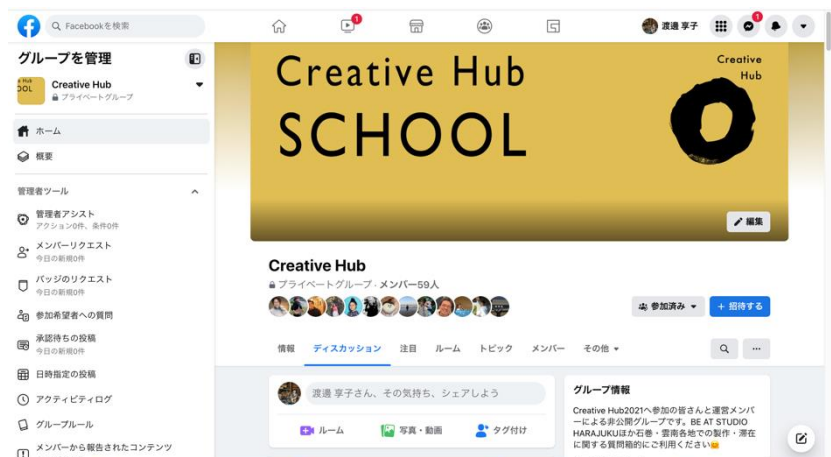 Facebookを検索
1
渡邉 享子
1
グループを管理
Creative Hub
プライベートグループ
ホーム
概要
管理者ツール
管理者アシスト
アクション0件、条件0件
メンバーリクエスト
今日の新規0件
バッジのリクエスト
今日の新規0件
参加希望者への質問
承認待ちの投稿
今日の新規0件
日時指定の投稿
アクティビティログ
グループルール
メンバーから報告されたコンテンツ
Creative Hub
SCHOOL
Creative
Hub
編集
Creative Hub
プライベートグループ · メンバー59人
参加済み
+ 招待する
情報 ディスカッション 注目 ルーム トピック メンバー その他
渡邉 享子さん、その気持ち、シェアしよう
ルーム 写真・動画 タグ付け
グループ情報
Creative Hub2021へ参加の皆さんと運営メンバ
ーによる非公開グループです。BE AT STUDIO
HARAJUKUほか石巻・雲南各地での製作・滞在
に関する質問箱的にご利用ください